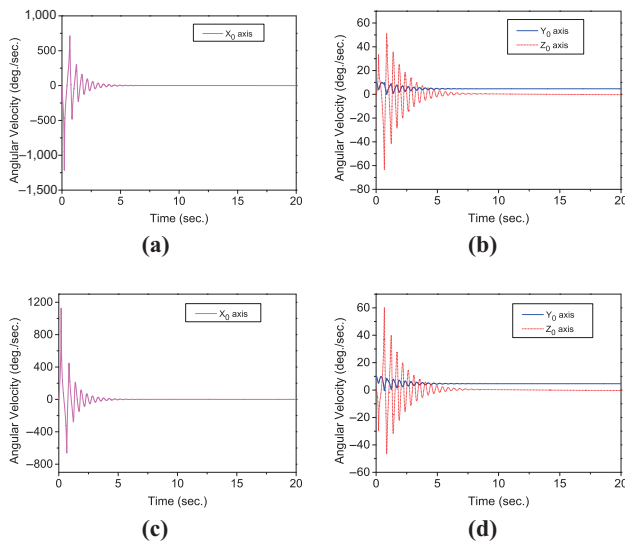 1,000
500
0
−500
−1,000
−1,500
0 5 10 15 20
Anglular Velocity (deg./sec.)
Time (sec.)
X0 axis
(a)
60
40
20
0
−20
−40
−60
−80
0 5 10 15 20
Angular Velocity (deg./sec.)
Time (sec.)
Y0 axis
Z0 axis
(b)
1200
800
400
0
−400
−800
0 5 10 15 20
Angular Velocity (deg./sec.)
Time (sec.)
X0 axis
(c)
60
40
20
0
−20
−40
−60
0 5 10 15 20
Angular Velocity (deg./sec.)
Time (sec.)
Y0 axis
Z0 axis
(d)